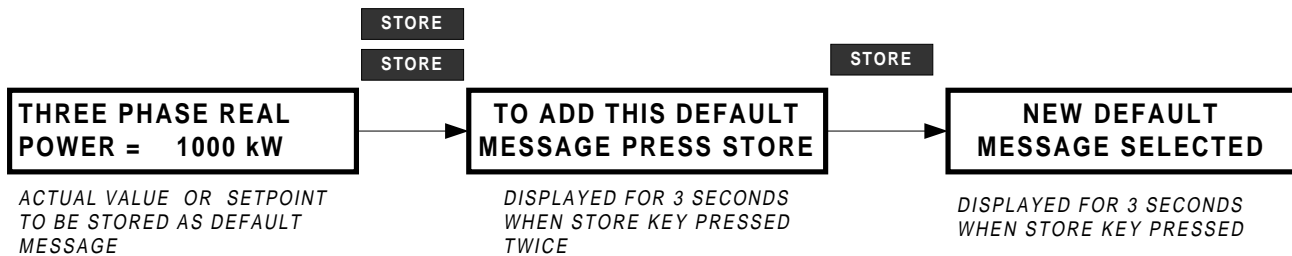 STORE
STORE
STORE
THREE PHASE REAL
POWER = 1000 kW
TO ADD THIS DEFAULT
MESSAGE PRESS STORE
NEW DEFAULT
MESSAGE SELECTED
ACTUAL VALUE OR SETPOINT
TO BE STORED AS DEFAULT
MESSAGE
DISPLAYED FOR 3 SECONDS
WHEN STORE KEY PRESSED
TWICE
DISPLAYED FOR 3 SECONDS
WHEN STORE KEY PRESSED